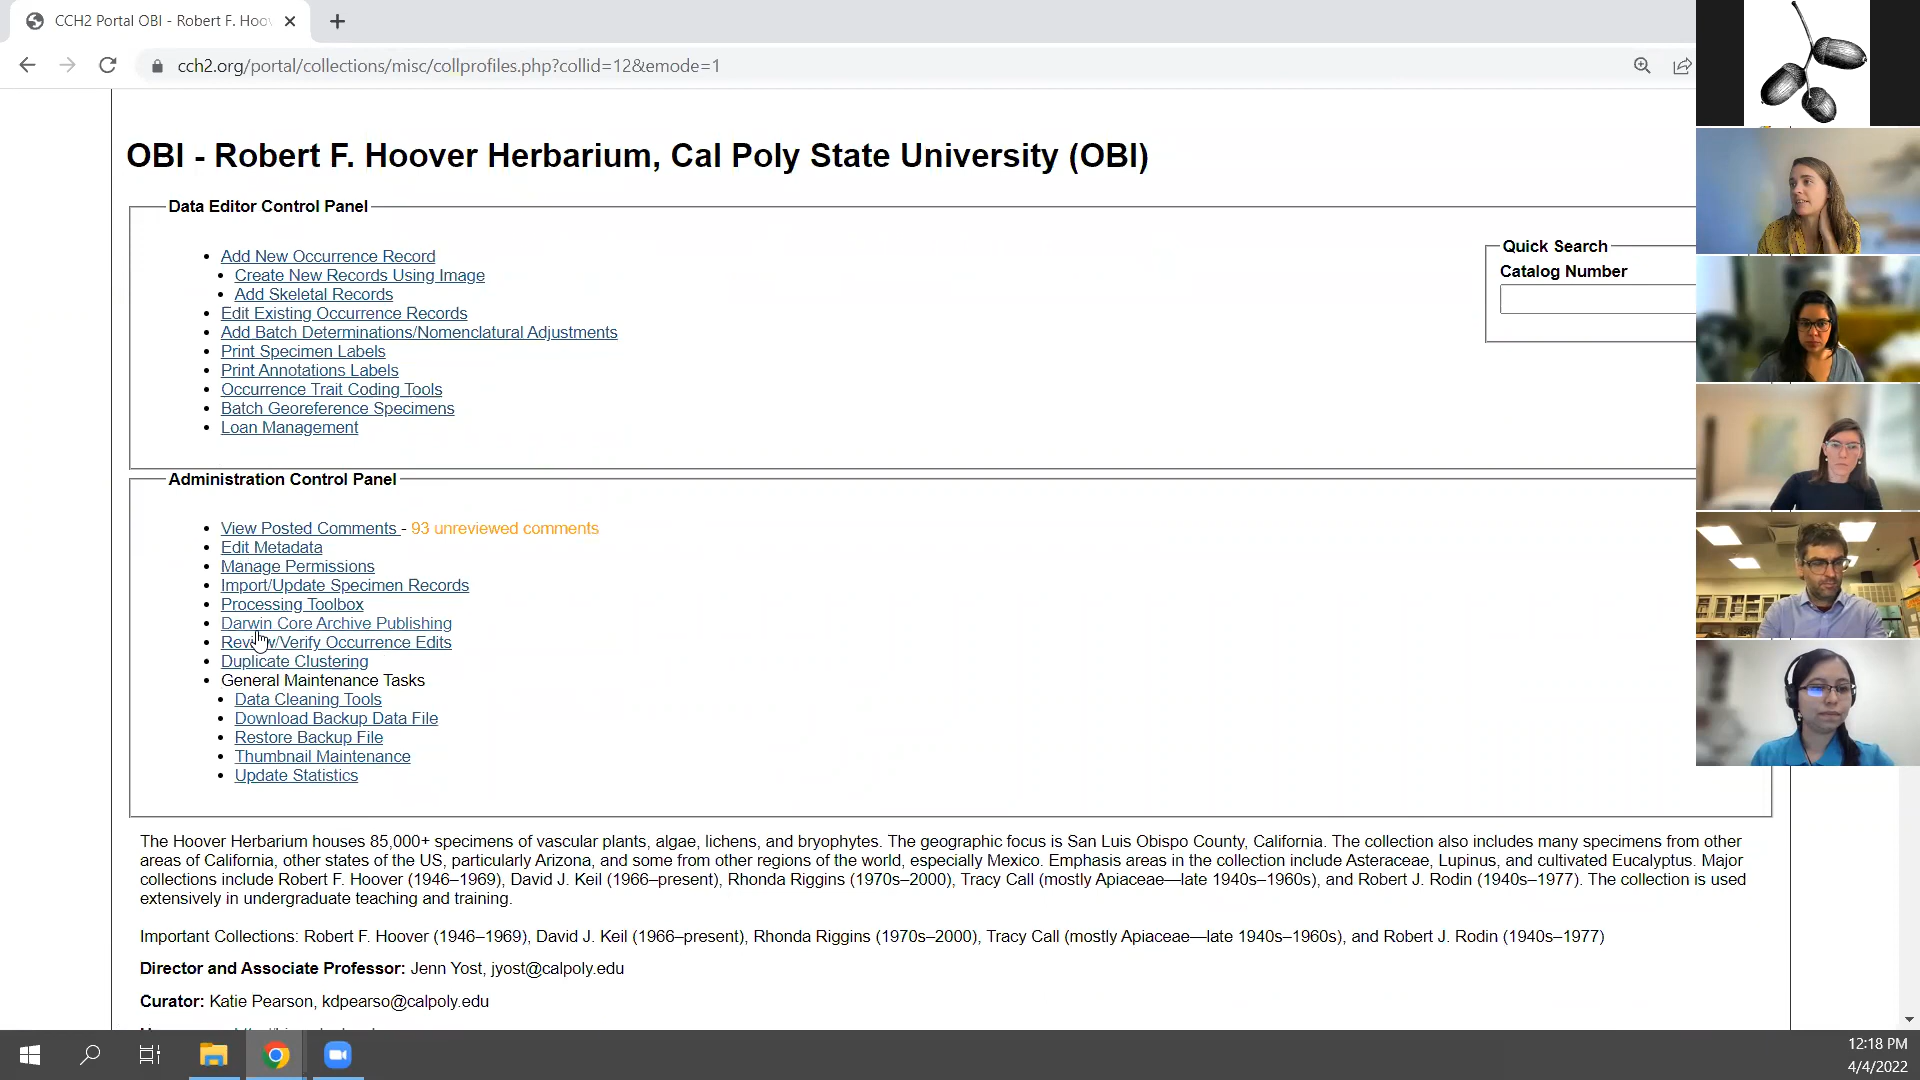 CCH2 Portal OBI - Robert F. Hoov
cch2.org/portal/collections/misc/collprofiles.php?collid=12&emode=1
OBI - Robert F. Hoover Herbarium, Cal Poly State University (OBI)
Data Editor Control Panel
Add New Occurrence Record
Create New Records Using Image
Add Skeletal Records
Edit Existing Occurrence Records
Add Batch Determinations/Nomenclatural Adjustments
Print Specimen Labels
Print Annotations Labels
Occurrence Trait Coding Tools
Batch Georeference Specimens
Loan Management
Quick Search
Catalog Number
Administration Control Panel
View Posted Comments - 93 unreviewed comments
Edit Metadata
Manage Permissions
Import/Update Specimen Records
Processing Toolbox
Darwin Core Archive Publishing
Review/Verify Occurrence Edits
Duplicate Clustering
General Maintenance Tasks
Data Cleaning Tools
Download Backup Data File
Restore Backup File
Thumbnail Maintenance
Update Statistics
The Hoover Herbarium houses 85,000+ specimens of vascular plants, algae, lichens, and bryophytes. The geographic focus is San Luis Obispo County, California. The collection also includes many specimens from other
areas of California, other states of the US, particularly Arizona, and some from other regions of the world, especially Mexico. Emphasis areas in the collection include Asteraceae, Lupinus, and cultivated Eucalyptus. Major
collections include Robert F. Hoover (1946–1969), David J. Keil (1966–present), Rhonda Riggins (1970s–2000), Tracy Call (mostly Apiaceae—late 1940s–1960s), and Robert J. Rodin (1940s–1977). The collection is used
extensively in undergraduate teaching and training.
Important Collections: Robert F. Hoover (1946–1969), David J. Keil (1966–present), Rhonda Riggins (1970s–2000), Tracy Call (mostly Apiaceae—late 1940s–1960s), and Robert J. Rodin (1940s–1977)
Director and Associate Professor: Jenn Yost, jyost@calpoly.edu
Curator: Katie Pearson, kdpearso@calpoly.edu
12:18 PM
4/4/2022